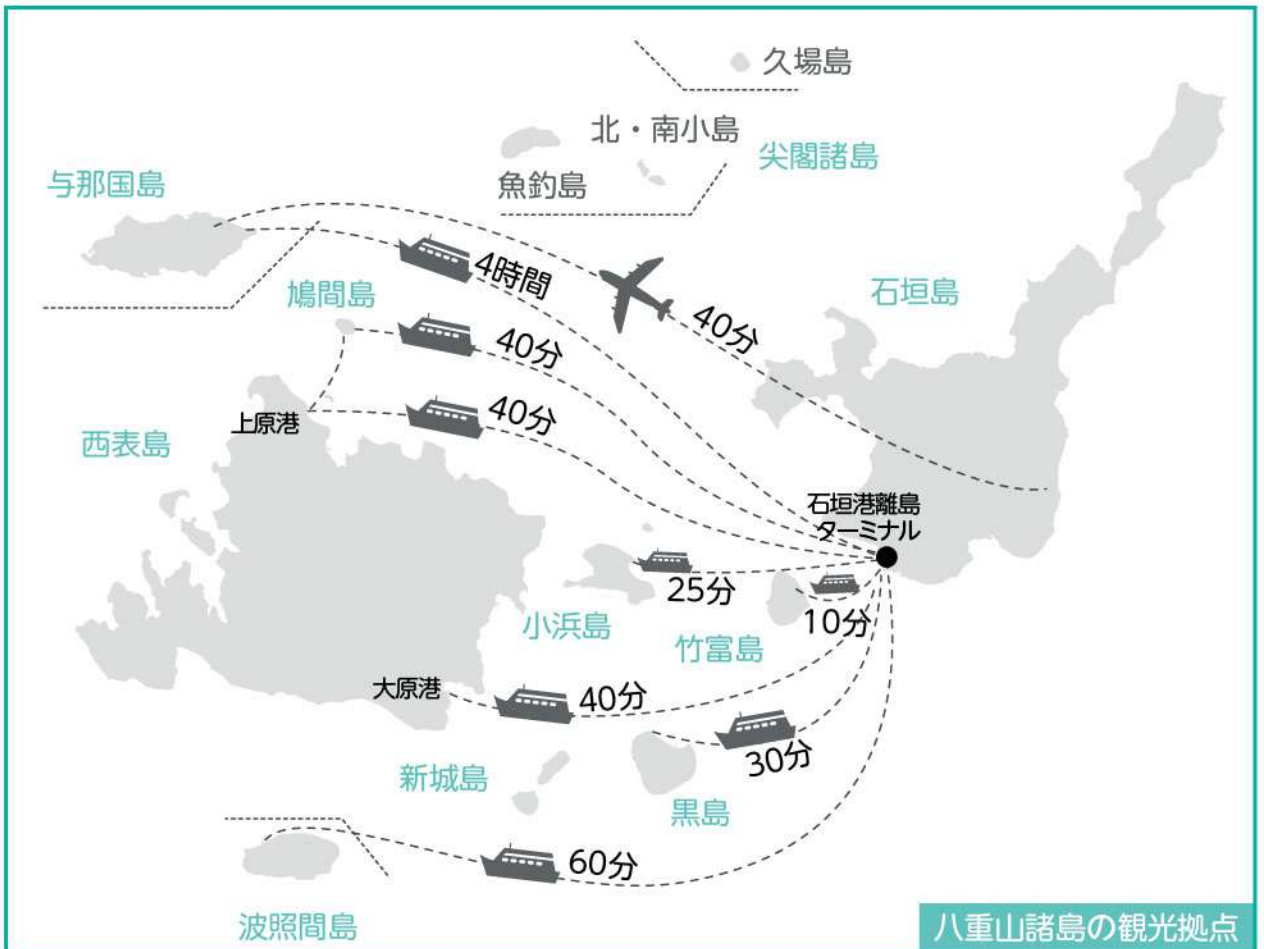 久場島
北・南小島
尖閣諸島
魚釣島
与那国島
4時間
鳩間島
石垣島
40分
40分
40分
上原港
西表島
石垣港離島
ターミナル
25分
10分
小浜島
竹富島
大原港
40分
30分
新城島
黒島
60分
波照間島
八重山諸島の観光拠点